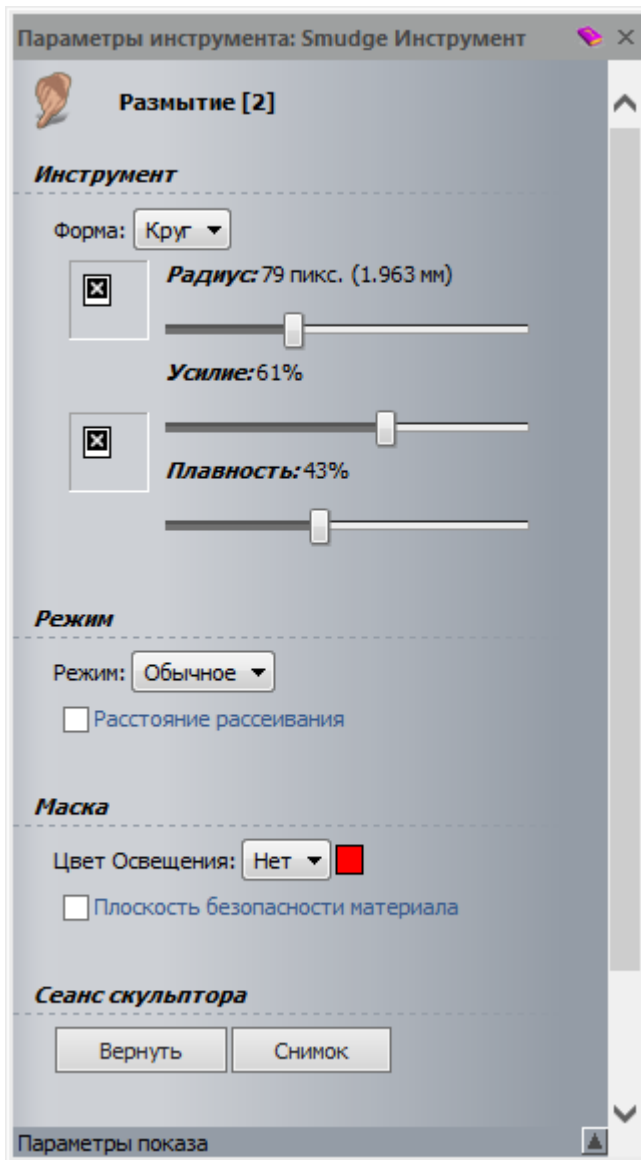 Параметры инструмента: Smudge Инструмент
Размытие [2]
Инструмент
Форма: Круг
Радиус: 79 пикс. (1.963 мм)
Усилие: 61%
Плавность: 43%
Режим
Режим: Обычное
Расстояние рассеивания
Маска
Цвет Освещения: Нет
Плоскость безопасности материала
Сеанс скульптора
Вернуть Снимок
Параметры показа